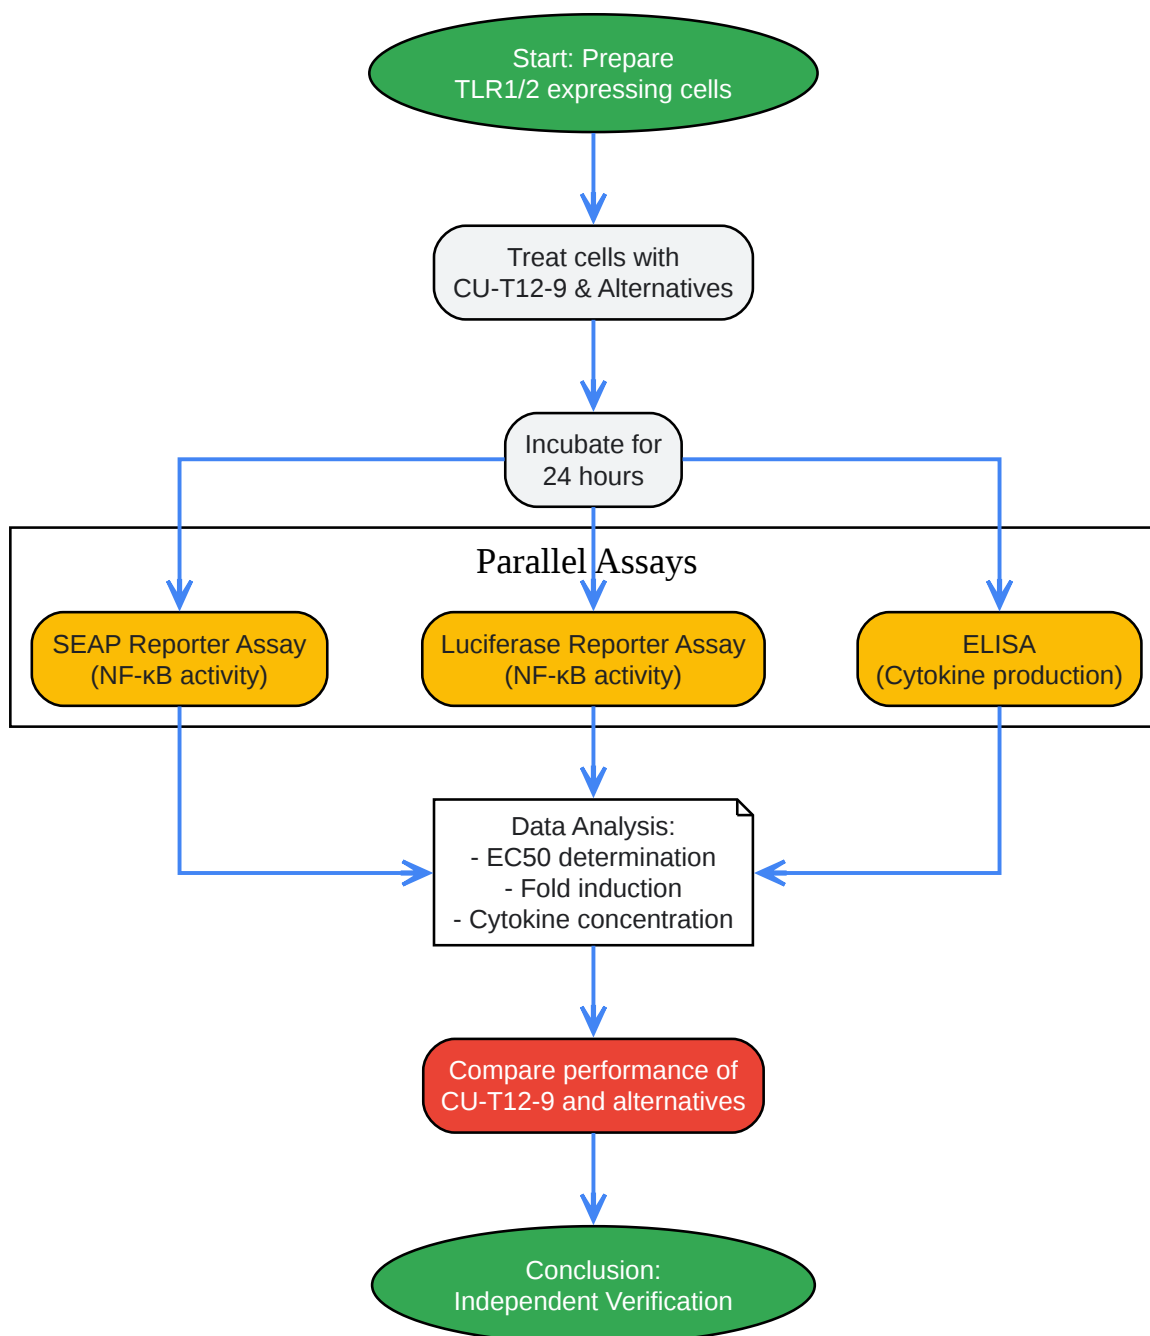 Start: Prepare
TLR1/2 expressing cells
Treat cells with
CU-T12-9 & Alternatives
Incubate for
24 hours
Parallel Assays
SEAP Reporter Assay
(NF-κB activity)
Luciferase Reporter Assay
(NF-κB activity)
ELISA
(Cytokine production)
Data Analysis:
- EC50 determination
- Fold induction
- Cytokine concentration
Compare performance of
CU-T12-9 and alternatives
Conclusion:
Independent Verification